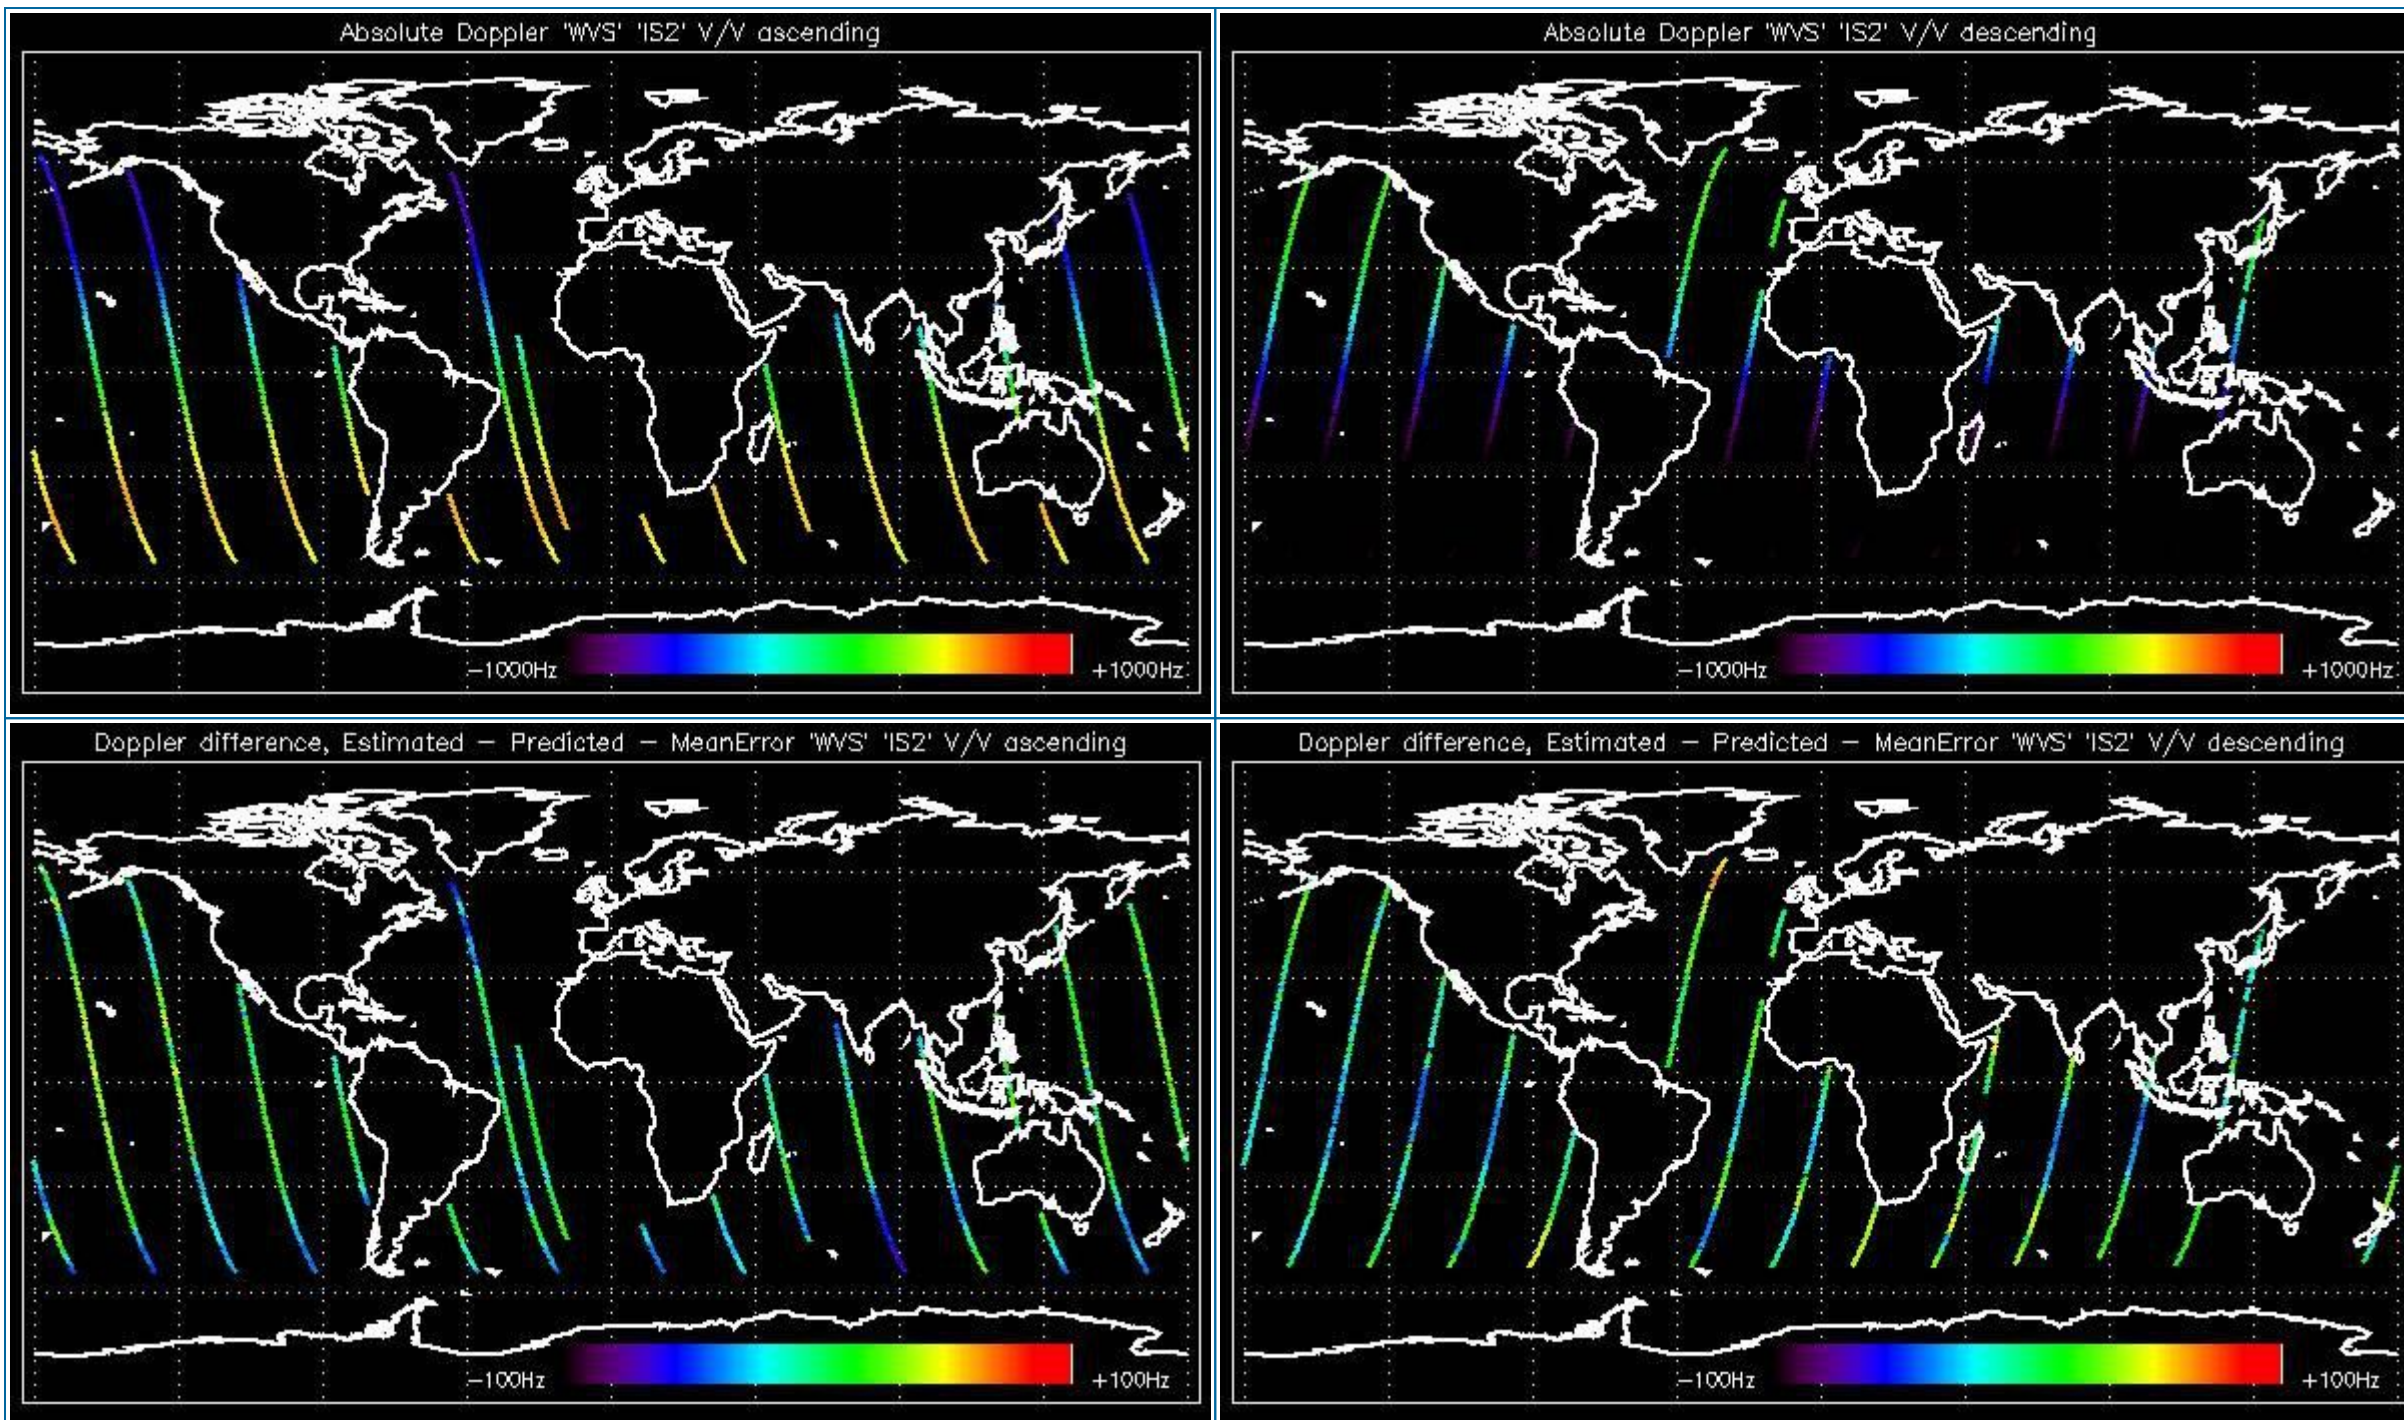 Absolute Doppler 'WVS' 'IS2' V/V ascending
−1000Hz
+1000Hz
Absolute Doppler 'WVS' 'IS2' V/V descending
−1000Hz
+1000Hz
Doppler difference, Estimated − Predicted − MeanError 'WVS' 'IS2' V/V ascending
−100Hz
+100Hz
Doppler difference, Estimated − Predicted − MeanError 'WVS' 'IS2' V/V descending
−100Hz
+100Hz